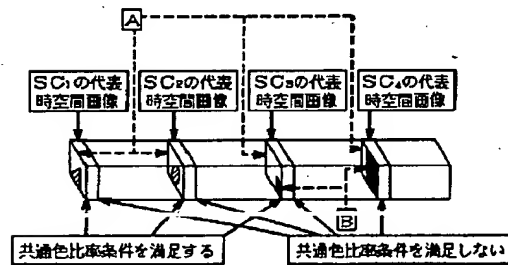 A
SC₁の代表
時空間画像
SC₂の代表
時空間画像
SC₃の代表
時空間画像
SC₄の代表
時空間画像
B
共通色比率条件を満足する
共通色比率条件を満足しない